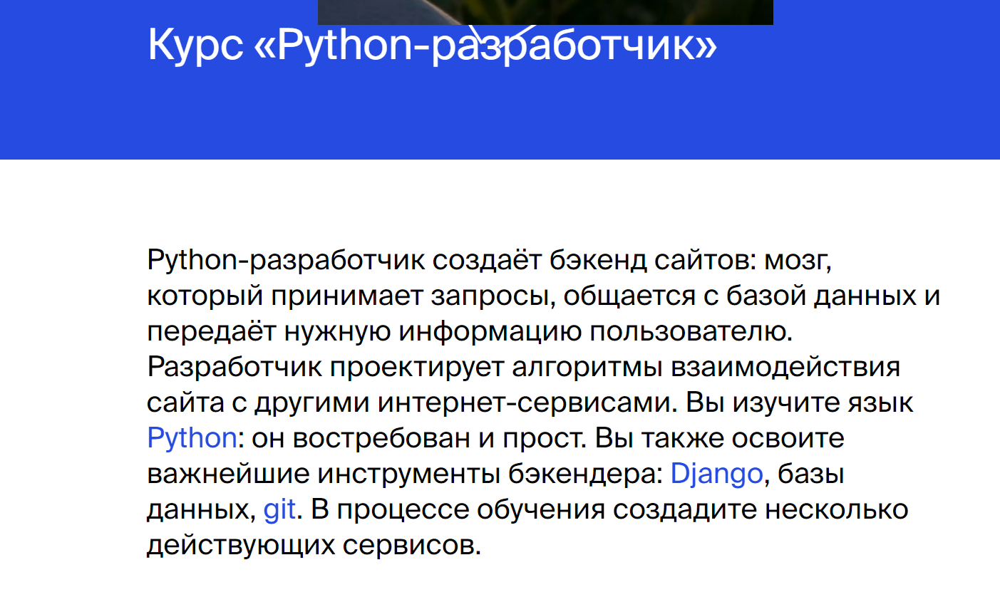 Курс «Python-разработчик»
Python-разработчик создаёт бэкенд сайтов: мозг,
который принимает запросы, общается с базой данных и
передаёт нужную информацию пользователю.
Разработчик проектирует алгоритмы взаимодействия
сайта с другими интернет-сервисами. Вы изучите язык
Python: он востребован и прост. Вы также освоите
важнейшие инструменты бэкендера: Django, базы
данных, git. В процессе обучения создадите несколько
действующих сервисов.